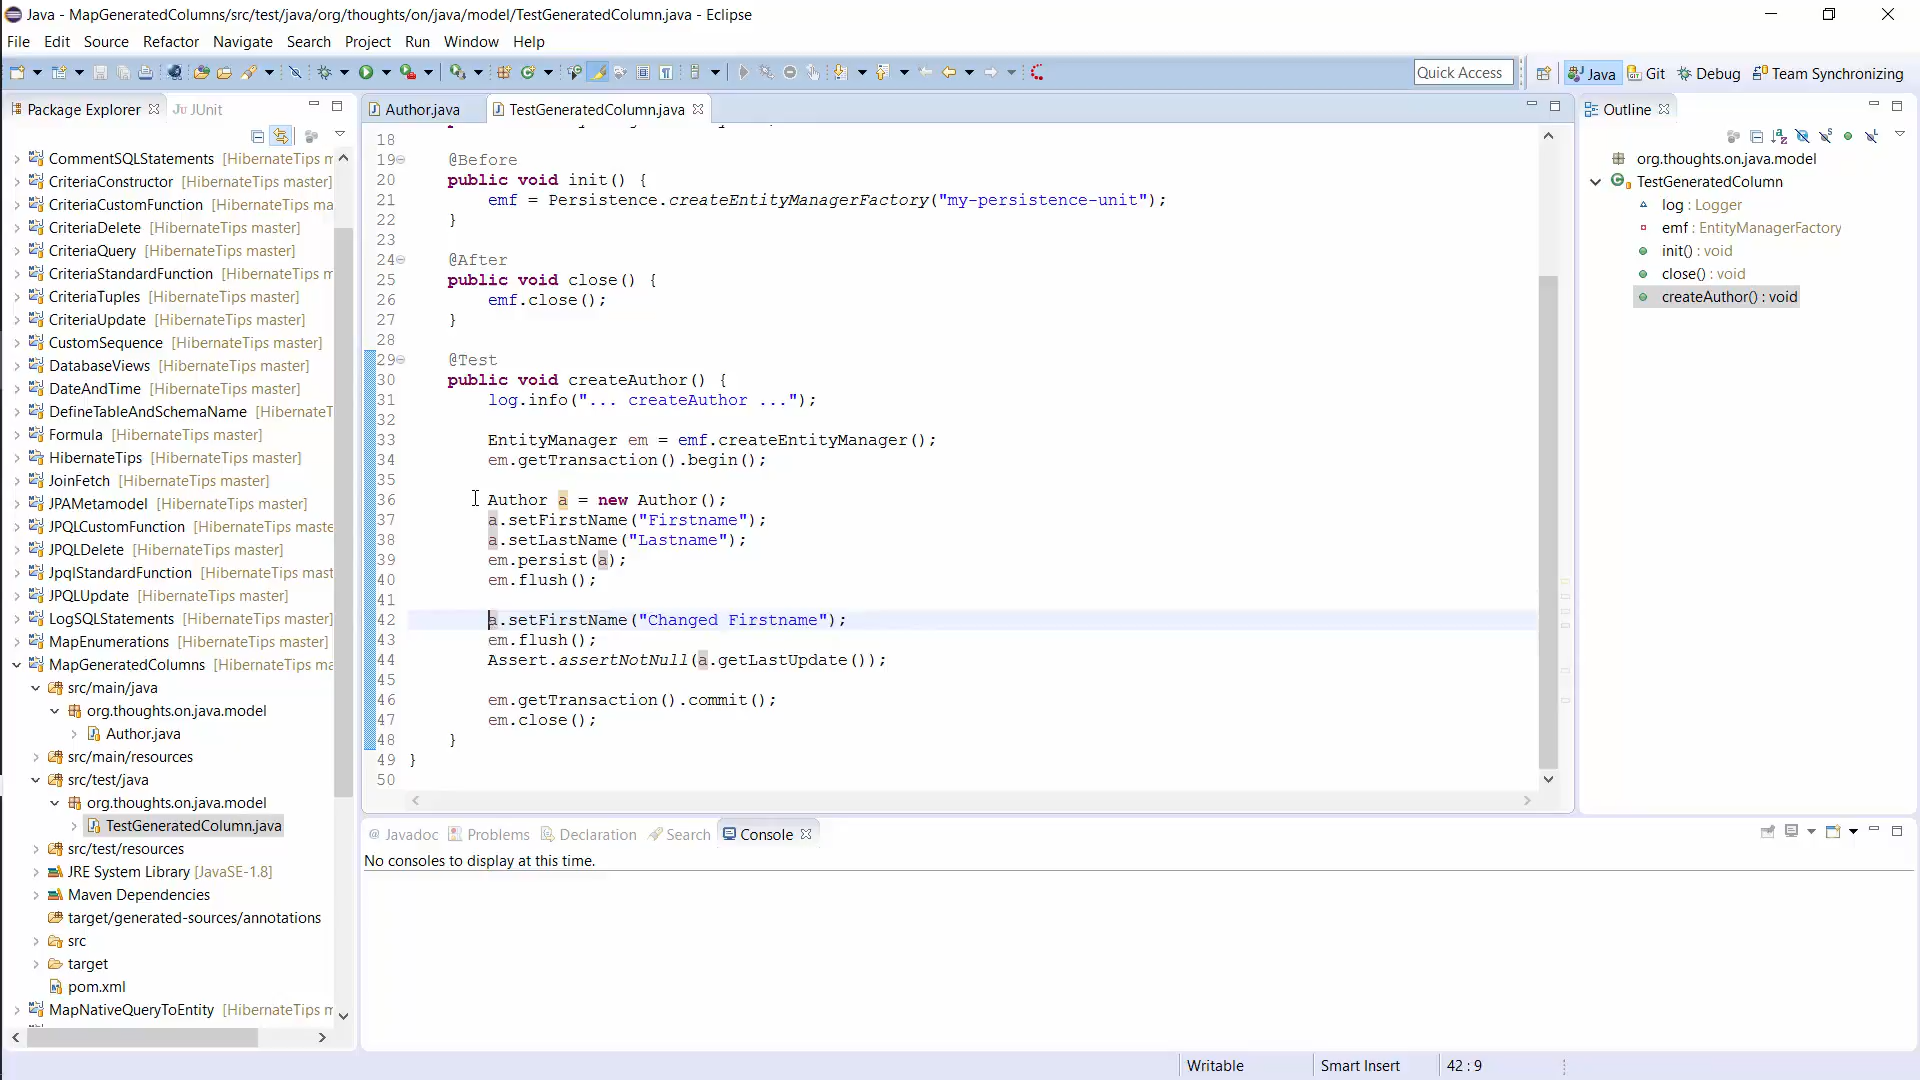 Java - MapGeneratedColumns/src/test/java/org/thoughts/on/java/model/TestGeneratedColumn.java - Eclipse
File Edit Source Refactor Navigate Search Project Run Window Help
Quick Access Java Git Debug Team Synchronizing
Package Explorer JUnit
CommentSQLStatements [HibernateTips m
CriteriaConstructor [HibernateTips master]
CriteriaCustomFunction [HibernateTips ma
CriteriaDelete [HibernateTips master]
CriteriaQuery [HibernateTips master]
CriteriaStandardFunction [HibernateTips m
CriteriaTuples [HibernateTips master]
CriteriaUpdate [HibernateTips master]
CustomSequence [HibernateTips master]
DatabaseViews [HibernateTips master]
DateAndTime [HibernateTips master]
DefineTableAndSchemaName [HibernateT
Formula [HibernateTips master]
HibernateTips [HibernateTips master]
JoinFetch [HibernateTips master]
JPAMetamodel [HibernateTips master]
JPQLCustomFunction [HibernateTips maste
JPQLDelete [HibernateTips master]
JpqlStandardFunction [HibernateTips mast
JPQLUpdate [HibernateTips master]
LogSQLStatements [HibernateTips master]
MapEnumerations [HibernateTips master]
MapGeneratedColumns [HibernateTips ma
src/main/java
org.thoughts.on.java.model
Author.java
src/main/resources
src/test/java
org.thoughts.on.java.model
TestGeneratedColumn.java
src/test/resources
JRE System Library [JavaSE-1.8]
Maven Dependencies
target/generated-sources/annotations
src
target
pom.xml
MapNativeQueryToEntity [HibernateTips m
Author.java TestGeneratedColumn.java
18
19 @Before
20 public void init() {
21 emf = Persistence.createEntityManagerFactory("my-persistence-unit");
22 }
23
24 @After
25 public void close() {
26 emf.close();
27 }
28
29 @Test
30 public void createAuthor() {
31 log.info("... createAuthor ...");
32
33 EntityManager em = emf.createEntityManager();
34 em.getTransaction().begin();
35
36 Author a = new Author();
37 a.setFirstName("Firstname");
38 a.setLastName("Lastname");
39 em.persist(a);
40 em.flush();
41
42 a.setFirstName("Changed Firstname");
43 em.flush();
44 Assert.assertNotNull(a.getLastUpdate());
45
46 em.getTransaction().commit();
47 em.close();
48 }
49 }
50
Javadoc Problems Declaration Search Console
No consoles to display at this time.
Outline
org.thoughts.on.java.model
TestGeneratedColumn
log : Logger
emf : EntityManagerFactory
init() : void
close() : void
createAuthor() : void
Writable Smart Insert 42 : 9